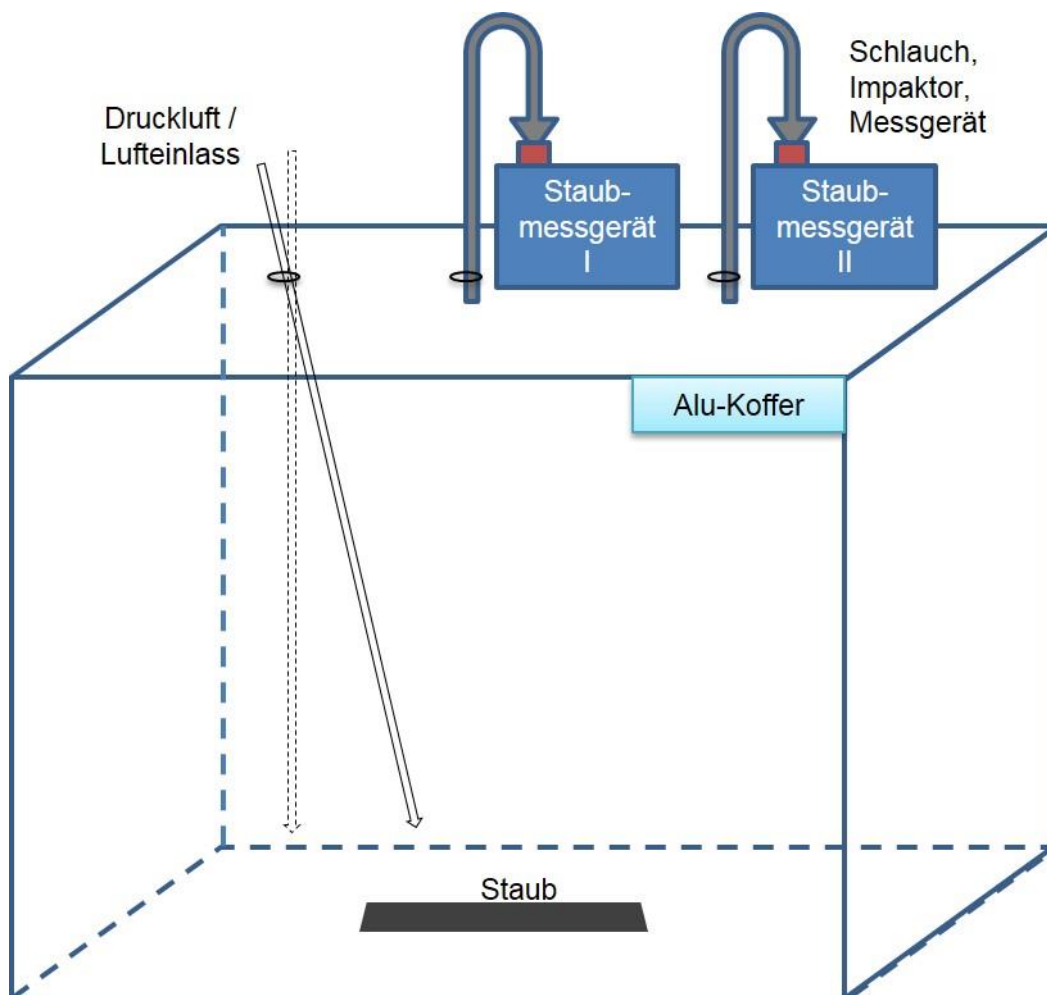 Schlauch,
Impaktor,
Messgerät
Druckluft /
Lufteinlass
Staub-
messgerät
I
Staub-
messgerät
II
Alu-Koffer
Staub